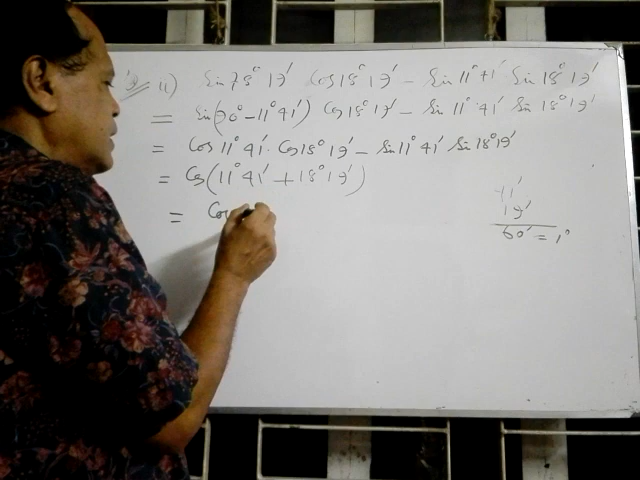 ii) Sin 78° 19′ Cos 18° 19′ − Sin 11° 41′ Sin 18° 19′
= Sin(90° − 11° 41′) Cos 18° 19′ − Sin 11° 41′ Sin 18° 19′
= Cos 11° 41′. Cos 18° 19′ − Sin 11° 41′ Sin 18° 19′
= Cos (11° 41′ + 18° 19′)
= Cos
41′
19′
60′ = 1°